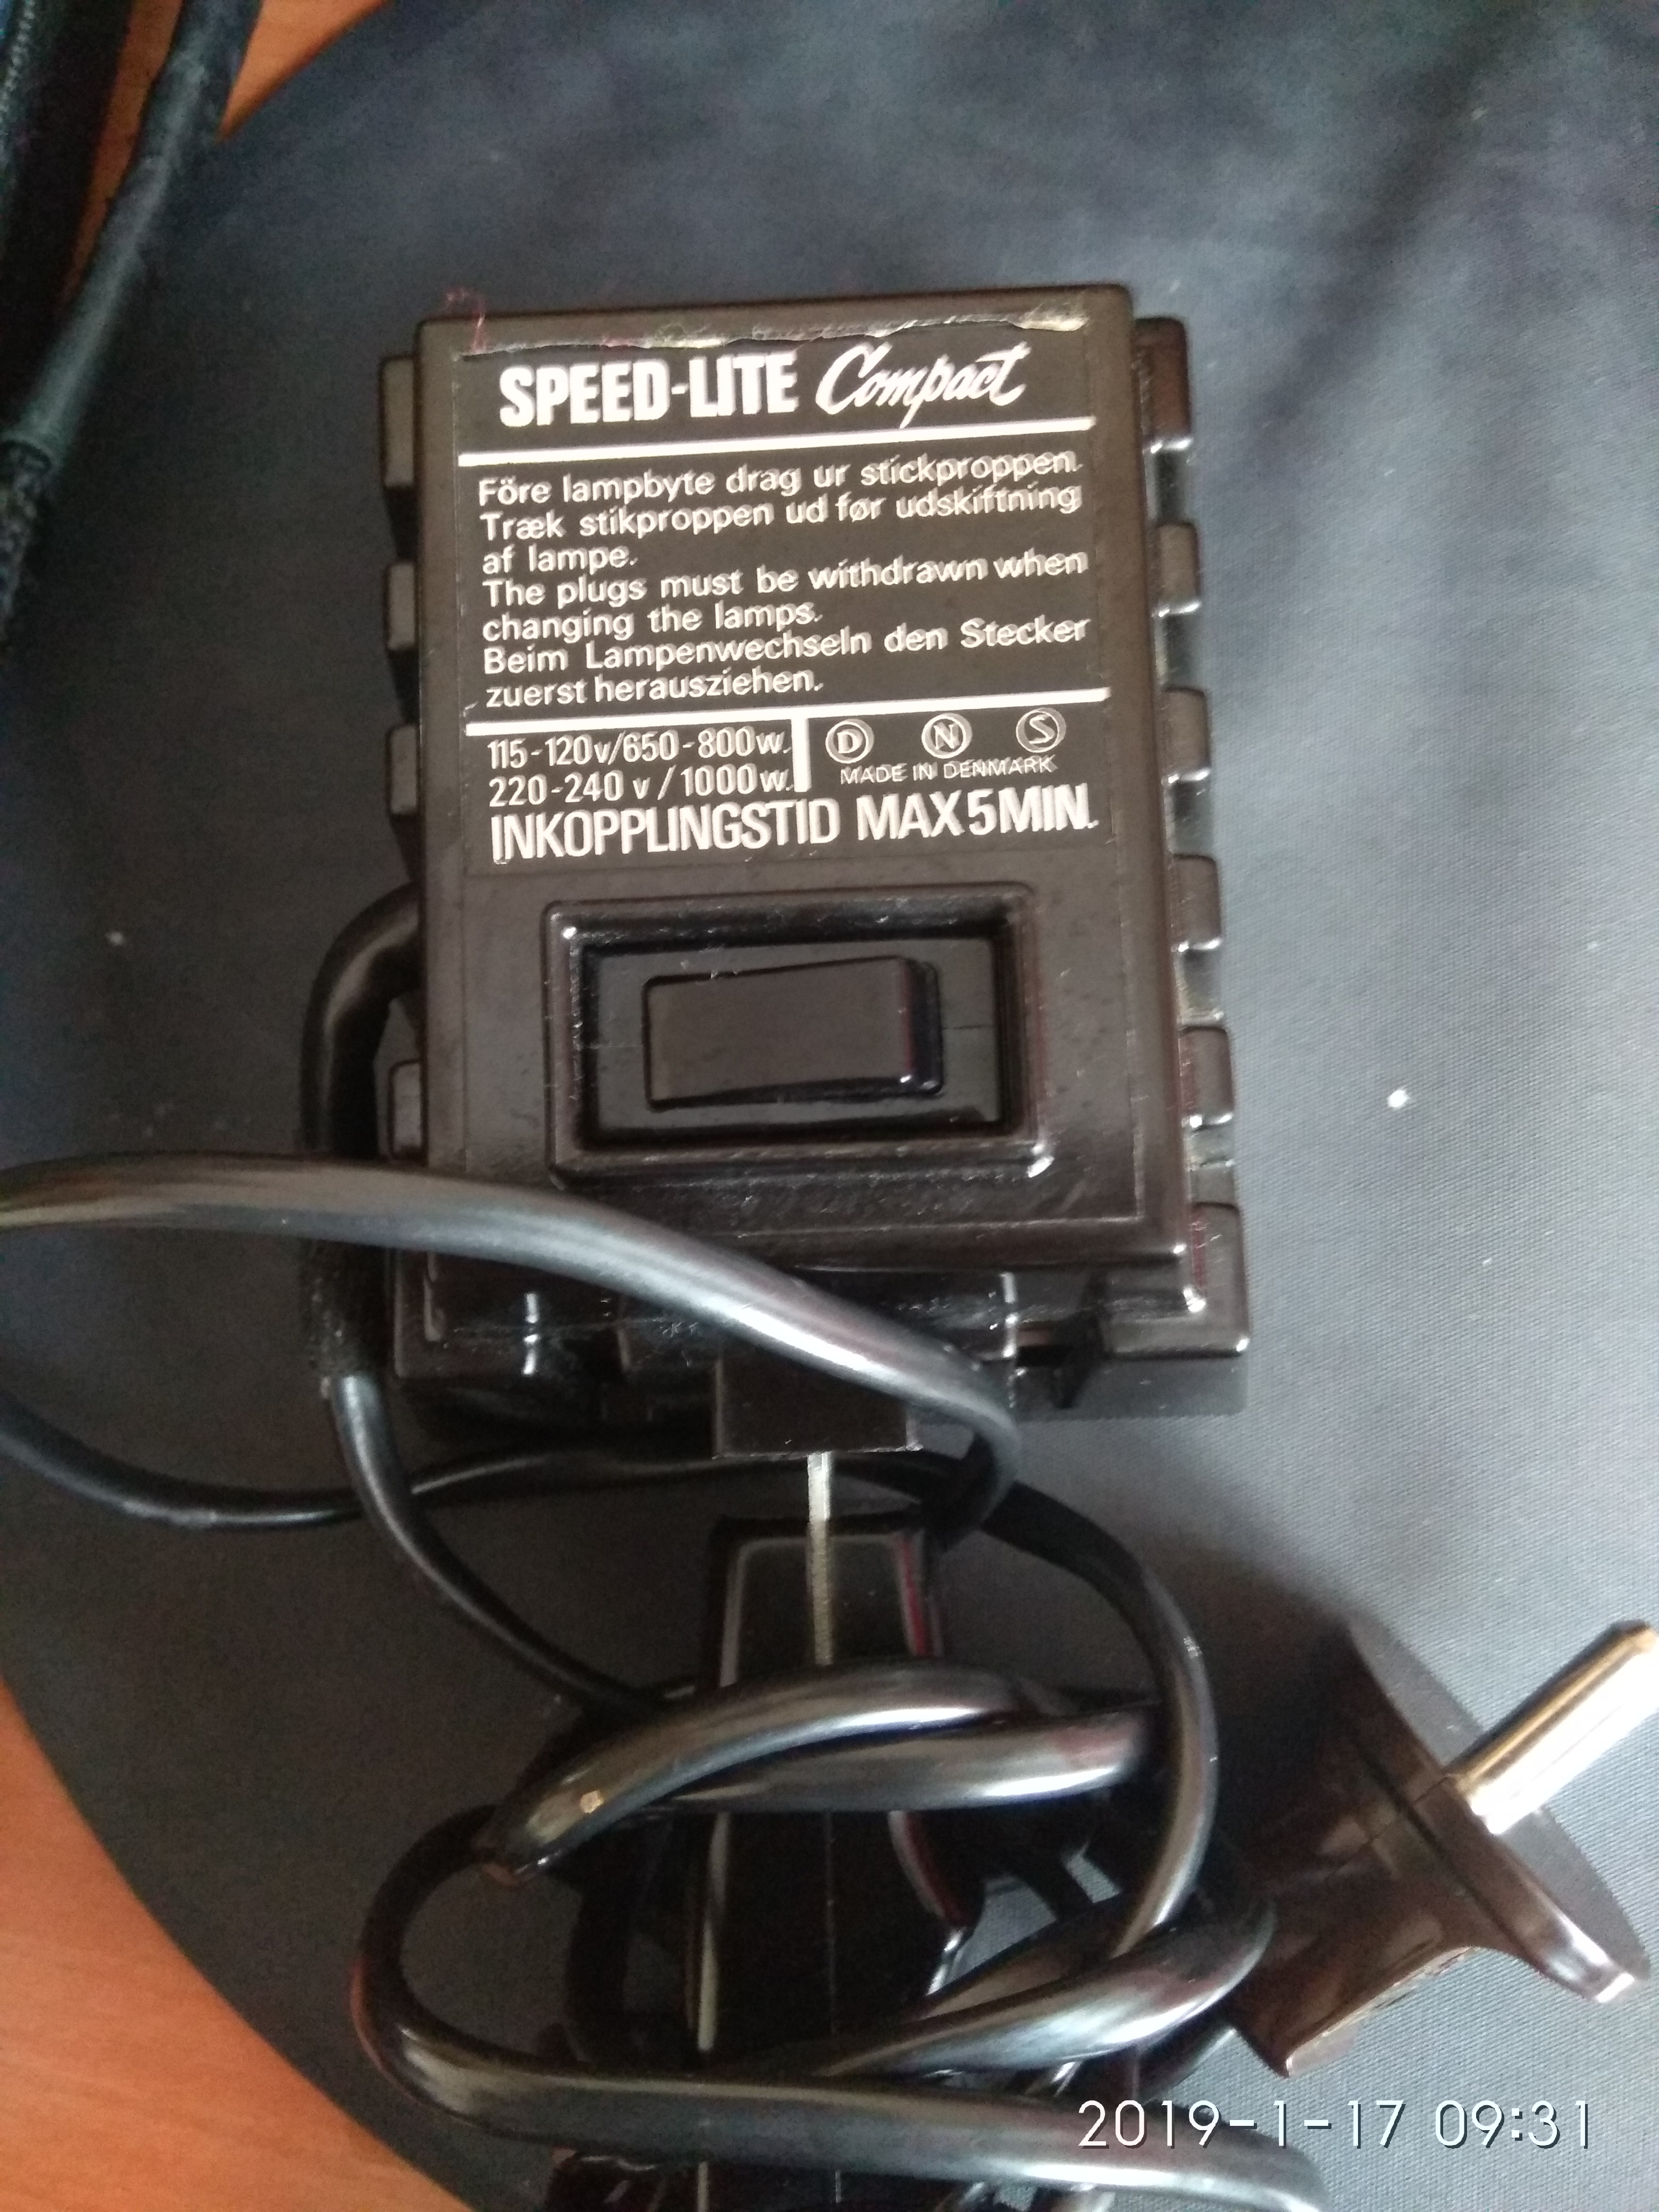 SPEED-LITE Compact
Före lampbyte drag ur stickproppen.
Træk stikproppen ud før udskiftning
af lampe.
The plugs must be withdrawn when
changing the lamps.
Beim Lampenwechseln den Stecker
zuerst herausziehen.
115-120v/650-800w.
220-240 v / 1000w.
D N S
MADE IN DENMARK
INKOPPLINGSTID MAX 5 MIN.
2019-1-17 09:31